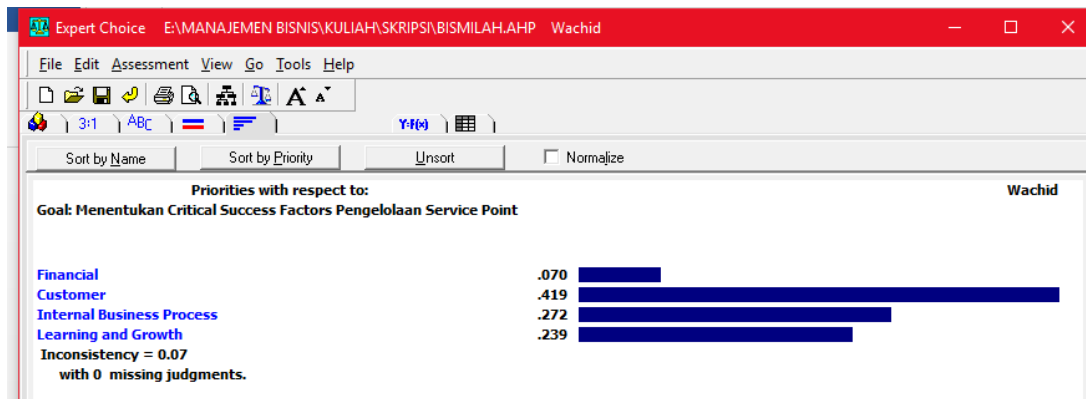 Expert Choice E:\MANAJEMEN BISNIS\KULIAH\SKRIPSI\BISMILAH.AHP Wachid
File Edit Assessment View Go Tools Help
A A
3:1 ABC Y=F(x)
Sort by Name Sort by Priority Unsort Normalize
Priorities with respect to: Wachid
Goal: Menentukan Critical Success Factors Pengelolaan Service Point
Financial .070
Customer .419
Internal Business Process .272
Learning and Growth .239
Inconsistency = 0.07
with 0 missing judgments.